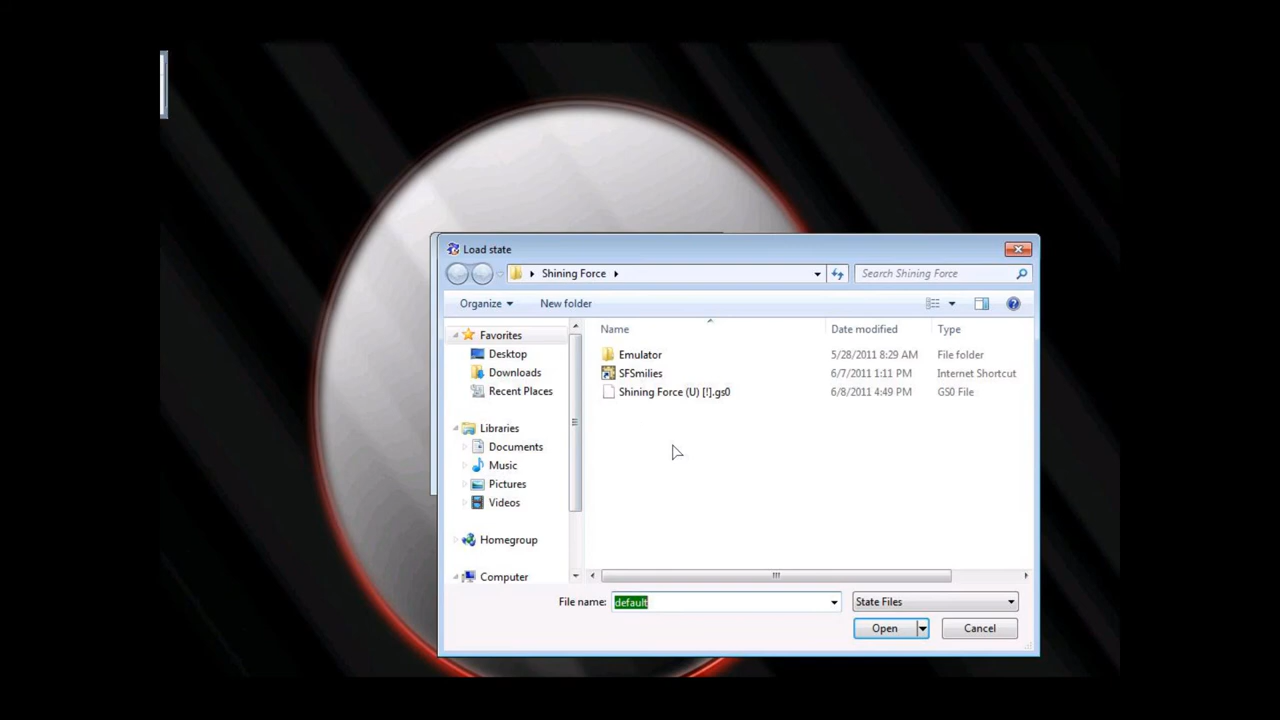 Load state
Shining Force
Search Shining Force
Organize
New folder
Name
Date modified
Type
Favorites
Desktop
Downloads
Recent Places
Libraries
Documents
Music
Pictures
Videos
Homegroup
Computer
Emulator
5/28/2011 8:29 AM
File folder
SFSmilies
6/7/2011 1:11 PM
Internet Shortcut
Shining Force (U) [!].gs0
6/8/2011 4:49 PM
GS0 File
File name:
default
State Files
Open
Cancel